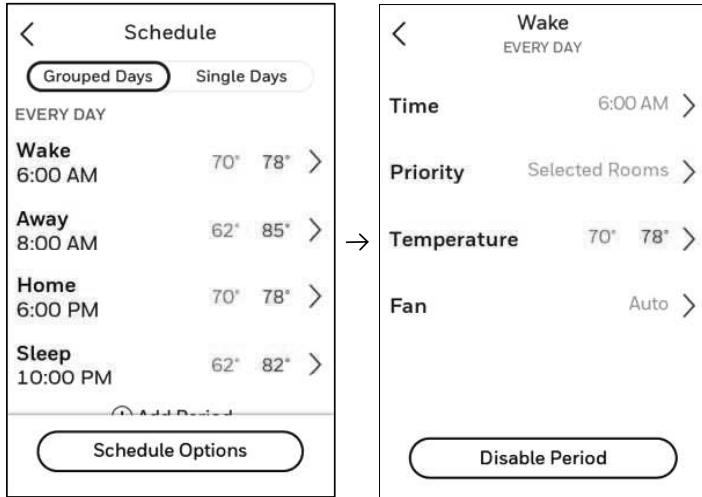 Schedule
Grouped Days Single Days
EVERY DAY
Wake
6:00 AM
70° 78°
Away
8:00 AM
62° 85°
Home
6:00 PM
70° 78°
Sleep
10:00 PM
62° 82°
Add Period
Schedule Options
Wake
EVERY DAY
Time 6:00 AM
Priority Selected Rooms
Temperature 70° 78°
Fan Auto
Disable Period